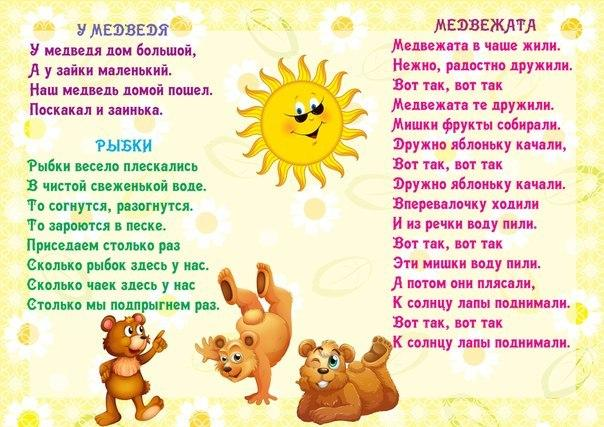 У МЕДВЕДЯ
У медведя дом большой,
А у зайки маленький.
Наш медведь домой пошел.
Поскакал и заинька.
РЫБКИ
Рыбки весело плескались
В чистой свеженькой воде.
То согнутся, разогнутся.
То зароются в песке.
Приседаем столько раз
Сколько рыбок здесь у нас.
Сколько чаек здесь у нас
Столько мы подпрыгнем раз.
МЕДВЕЖАТА
Медвежата в чаше жили.
Нежно, радостно дружили.
Вот так, вот так
Медвежата те дружили.
Мишки фрукты собирали.
Дружно яблоньку качали,
Вот так, вот так
Дружно яблоньку качали.
Вперевалочку ходили
И из речки воду пили.
Вот так, вот так
Эти мишки воду пили.
А потом они плясали,
К солнцу лапы поднимали.
Вот так, вот так
К солнцу лапы поднимали.